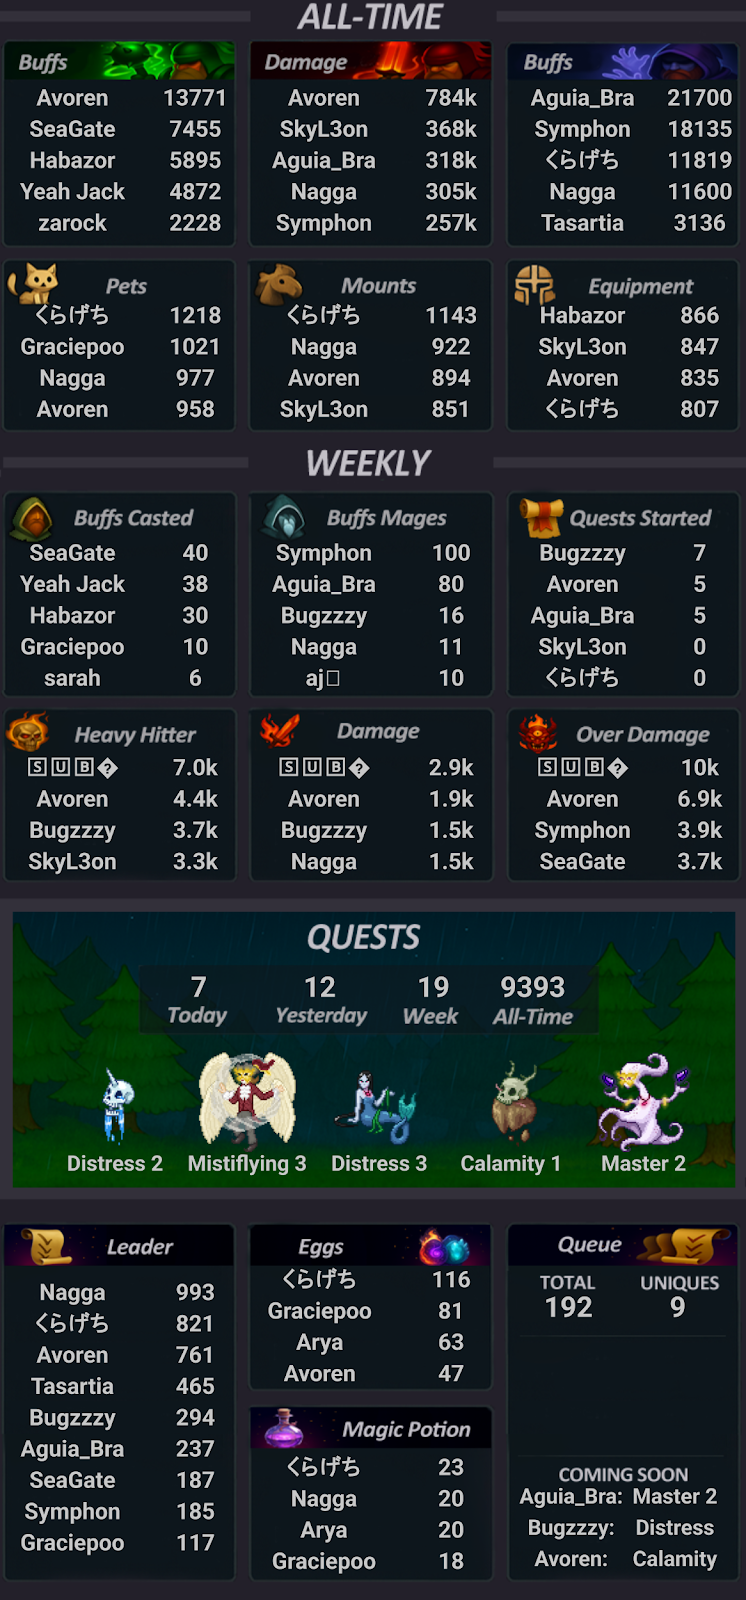 ALL-TIME
Buffs
Avoren 13771
SeaGate 7455
Habazor 5895
Yeah Jack 4872
zarock 2228
Damage
Avoren 784k
SkyL3on 368k
Aguia_Bra 318k
Nagga 305k
Symphon 257k
Buffs
Aguia_Bra 21700
Symphon 18135
くらげち 11819
Nagga 11600
Tasartia 3136
Pets
くらげち 1218
Graciepoo 1021
Nagga 977
Avoren 958
Mounts
くらげち 1143
Nagga 922
Avoren 894
SkyL3on 851
Equipment
Habazor 866
SkyL3on 847
Avoren 835
くらげち 807
WEEKLY
Buffs Casted
SeaGate 40
Yeah Jack 38
Habazor 30
Graciepoo 10
sarah 6
Buffs Mages
Symphon 100
Aguia_Bra 80
Bugzzzy 16
Nagga 11
aj▯ 10
Quests Started
Bugzzzy 7
Avoren 5
Aguia_Bra 5
SkyL3on 0
くらげち 0
Heavy Hitter
🅂🅄🄱� 7.0k
Avoren 4.4k
Bugzzzy 3.7k
SkyL3on 3.3k
Damage
🅂🅄🄱� 2.9k
Avoren 1.9k
Bugzzzy 1.5k
Nagga 1.5k
Over Damage
🅂🅄🄱� 10k
Avoren 6.9k
Symphon 3.9k
SeaGate 3.7k
QUESTS
7 12 19 9393
Today Yesterday Week All-Time
Distress 2 Mistiflying 3 Distress 3 Calamity 1 Master 2
Leader
Nagga 993
くらげち 821
Avoren 761
Tasartia 465
Bugzzzy 294
Aguia_Bra 237
SeaGate 187
Symphon 185
Graciepoo 117
Eggs
くらげち 116
Graciepoo 81
Arya 63
Avoren 47
Magic Potion
くらげち 23
Nagga 20
Arya 20
Graciepoo 18
Queue
TOTAL UNIQUES
192 9
COMING SOON
Aguia_Bra: Master 2
Bugzzzy: Distress
Avoren: Calamity